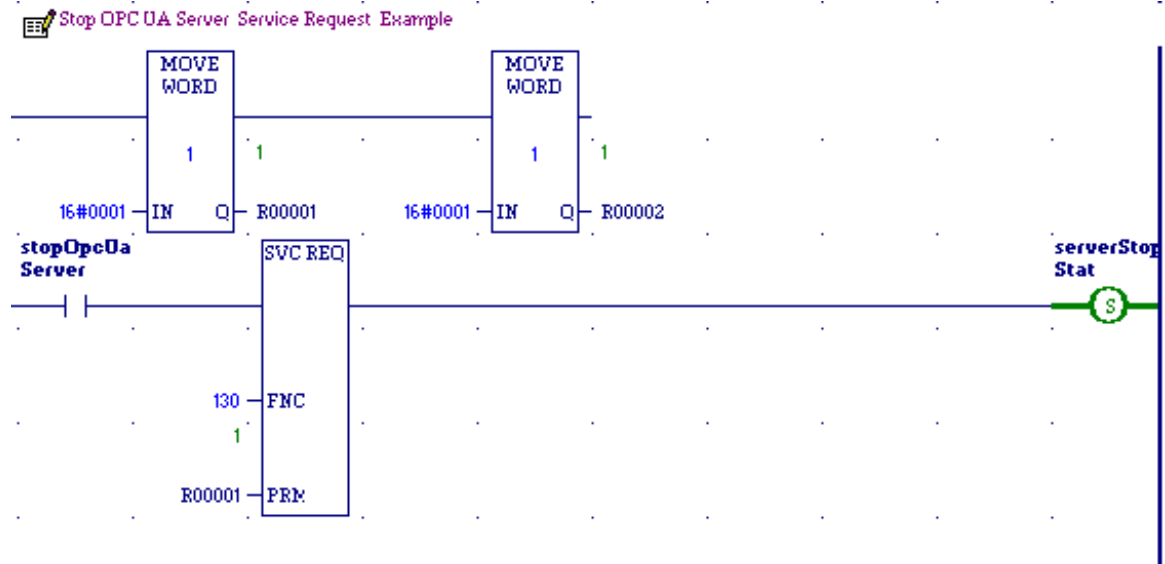 Stop OPC UA Server Service Request Example
MOVE
WORD
MOVE
WORD
1
1
1
1
16#0001
IN
Q
R00001
16#0001
IN
Q
R00002
stopOpcUa
Server
SVC REQ
serverStop
Stat
S
130
FNC
1
R00001
PRM